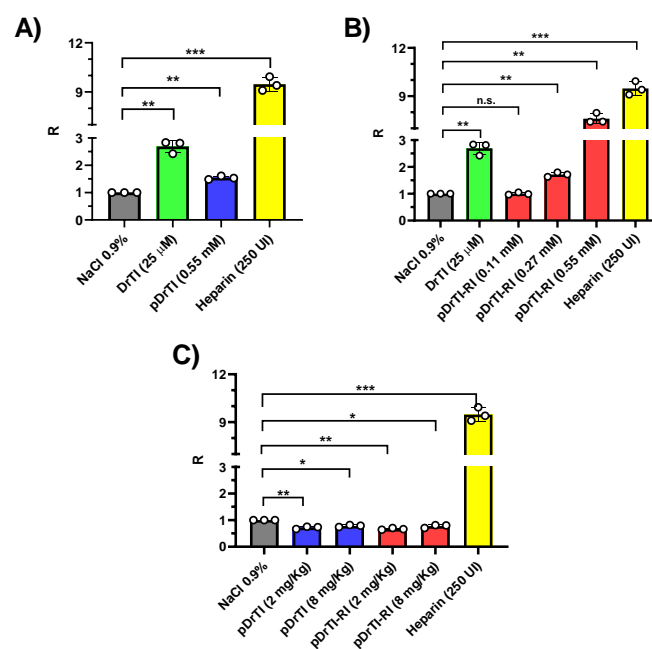 A)
12
9
3
2
1
0
R
***
**
**
NaCl 0.9%
DrTI (25 µM)
pDrTI (0.55 mM)
Heparin (250 UI)
B)
12
9
3
2
1
0
R
***
**
**
n.s.
**
NaCl 0.9%
DrTI (25 µM)
pDrTI-RI (0.11 mM)
pDrTI-RI (0.27 mM)
pDrTI-RI (0.55 mM)
Heparin (250 UI)
C)
12
9
3
2
1
0
R
***
*
**
*
**
NaCl 0.9%
pDrTI (2 mg/Kg)
pDrTI (8 mg/Kg)
pDrTI-RI (2 mg/Kg)
pDrTI-RI (8 mg/Kg)
Heparin (250 UI)